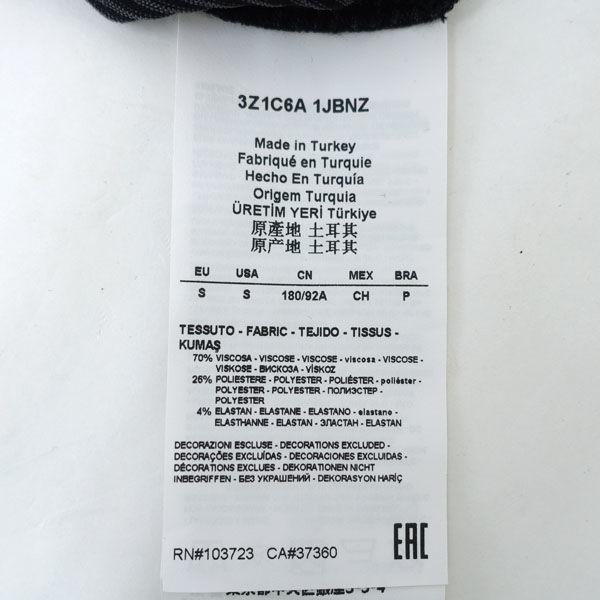 3Z1C6A 1JBNZ
Made in Turkey
Fabriqué en Turquie
Hecho En Turquía
Origem Turquia
ÜRETİM YERİ Türkiye
原產地 土耳其
原产地 土耳其
EU USA CN MEX BRA
S S 180/92A CH P
TESSUTO - FABRIC - TEJIDO - TISSUS -
KUMAŞ
70% VISCOSA - VISCOSE - VISCOSE - viscosa - VISCOSE -
VISKOSE - ВИСКОЗА - VİSKOZ
26% POLIESTERE - POLYESTER - POLIÉSTER - poliéster -
POLYESTER - POLYESTER - ПОЛИЭСТЕР -
POLYESTER
4% ELASTAN - ELASTANE - ELASTANO - elastano -
ELASTHANNE - ELASTAN - ЭЛАСТАН - ELASTAN
DECORAZIONI ESCLUSE - DECORATIONS EXCLUDED -
DECORAÇÕES EXCLUÍDAS - DECORACIONES EXCLUIDAS -
DÉCORATIONS EXCLUES - DEKORATIONEN NICHT
INBEGRIFFEN - БЕЗ УКРАШЕНИЙ - DEKORASYON HARİÇ
RN#103723 CA#37360 EAC